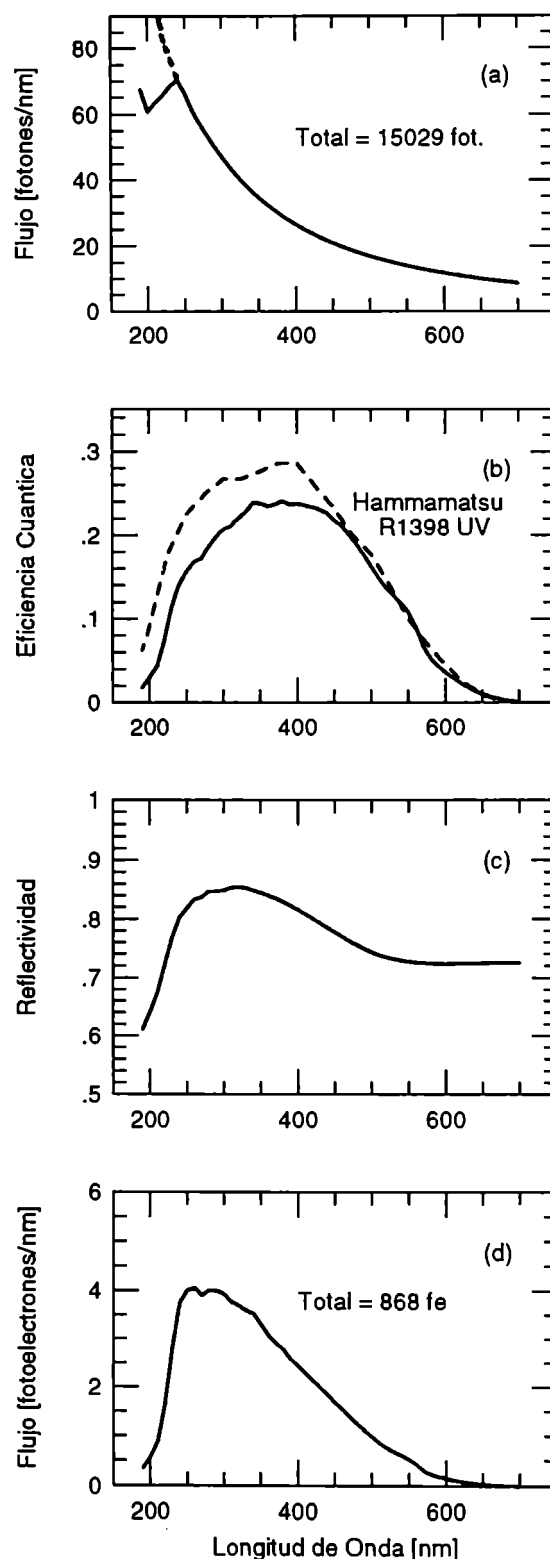 Flujo [fotones/nm]
80
60
40
20
0
(a)
Total = 15029 fot.
200 400 600
Eficiencia Cuantica
.3
.2
.1
0
(b)
Hammamatsu
R1398 UV
200 400 600
Reflectividad
1
.9
.8
.7
.6
.5
(c)
200 400 600
Flujo [fotoelectrones/nm]
6
4
2
0
(d)
Total = 868 fe
200 400 600
Longitud de Onda [nm]